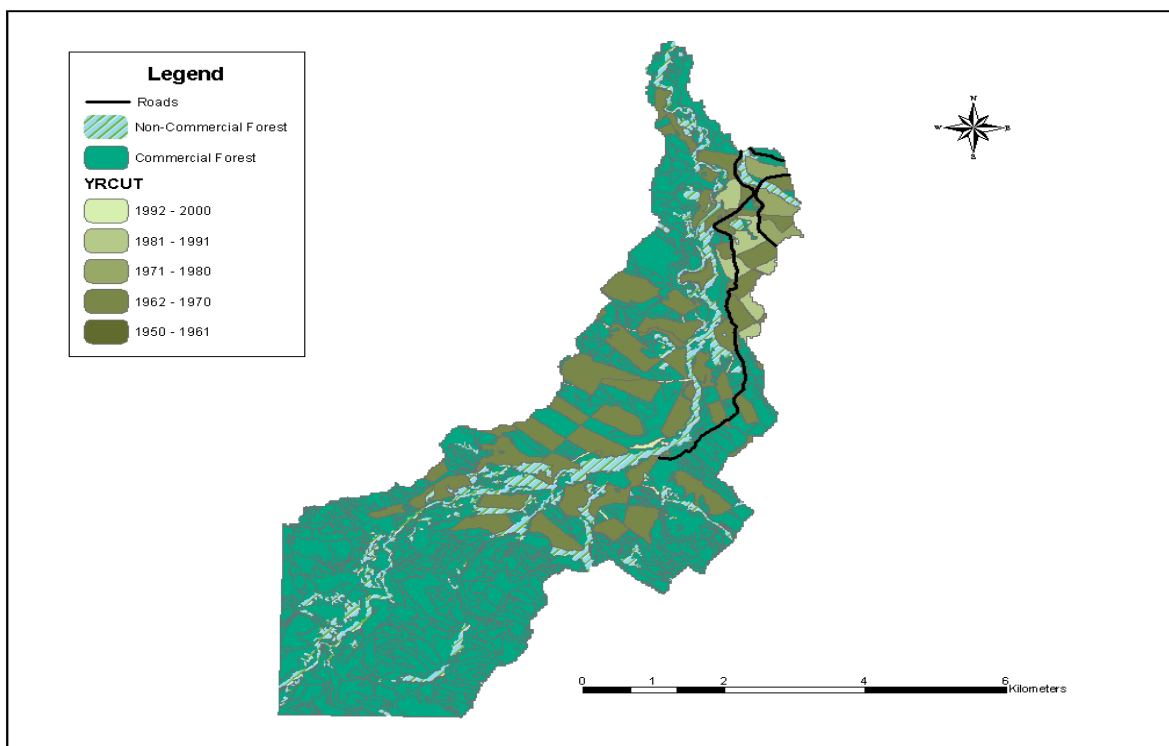 Legend
Roads
Non-Commercial Forest
Commercial Forest
YRCUT
1992 - 2000
1981 - 1991
1971 - 1980
1962 - 1970
1950 - 1961
N
W E
S
0 1 2 4 6
Kilometers